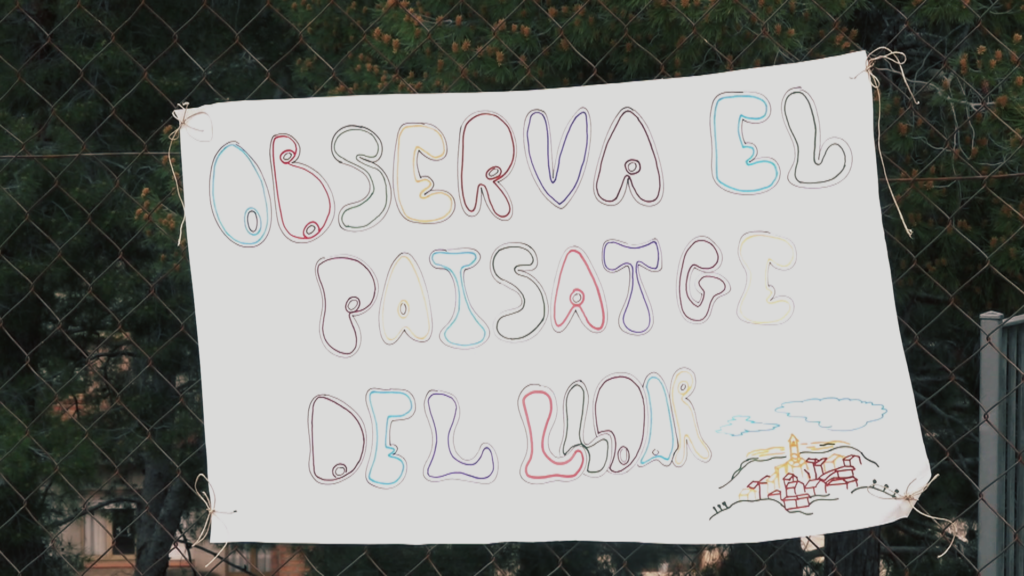 OBSERVA EL
PAISATGE
DEL LLOAR